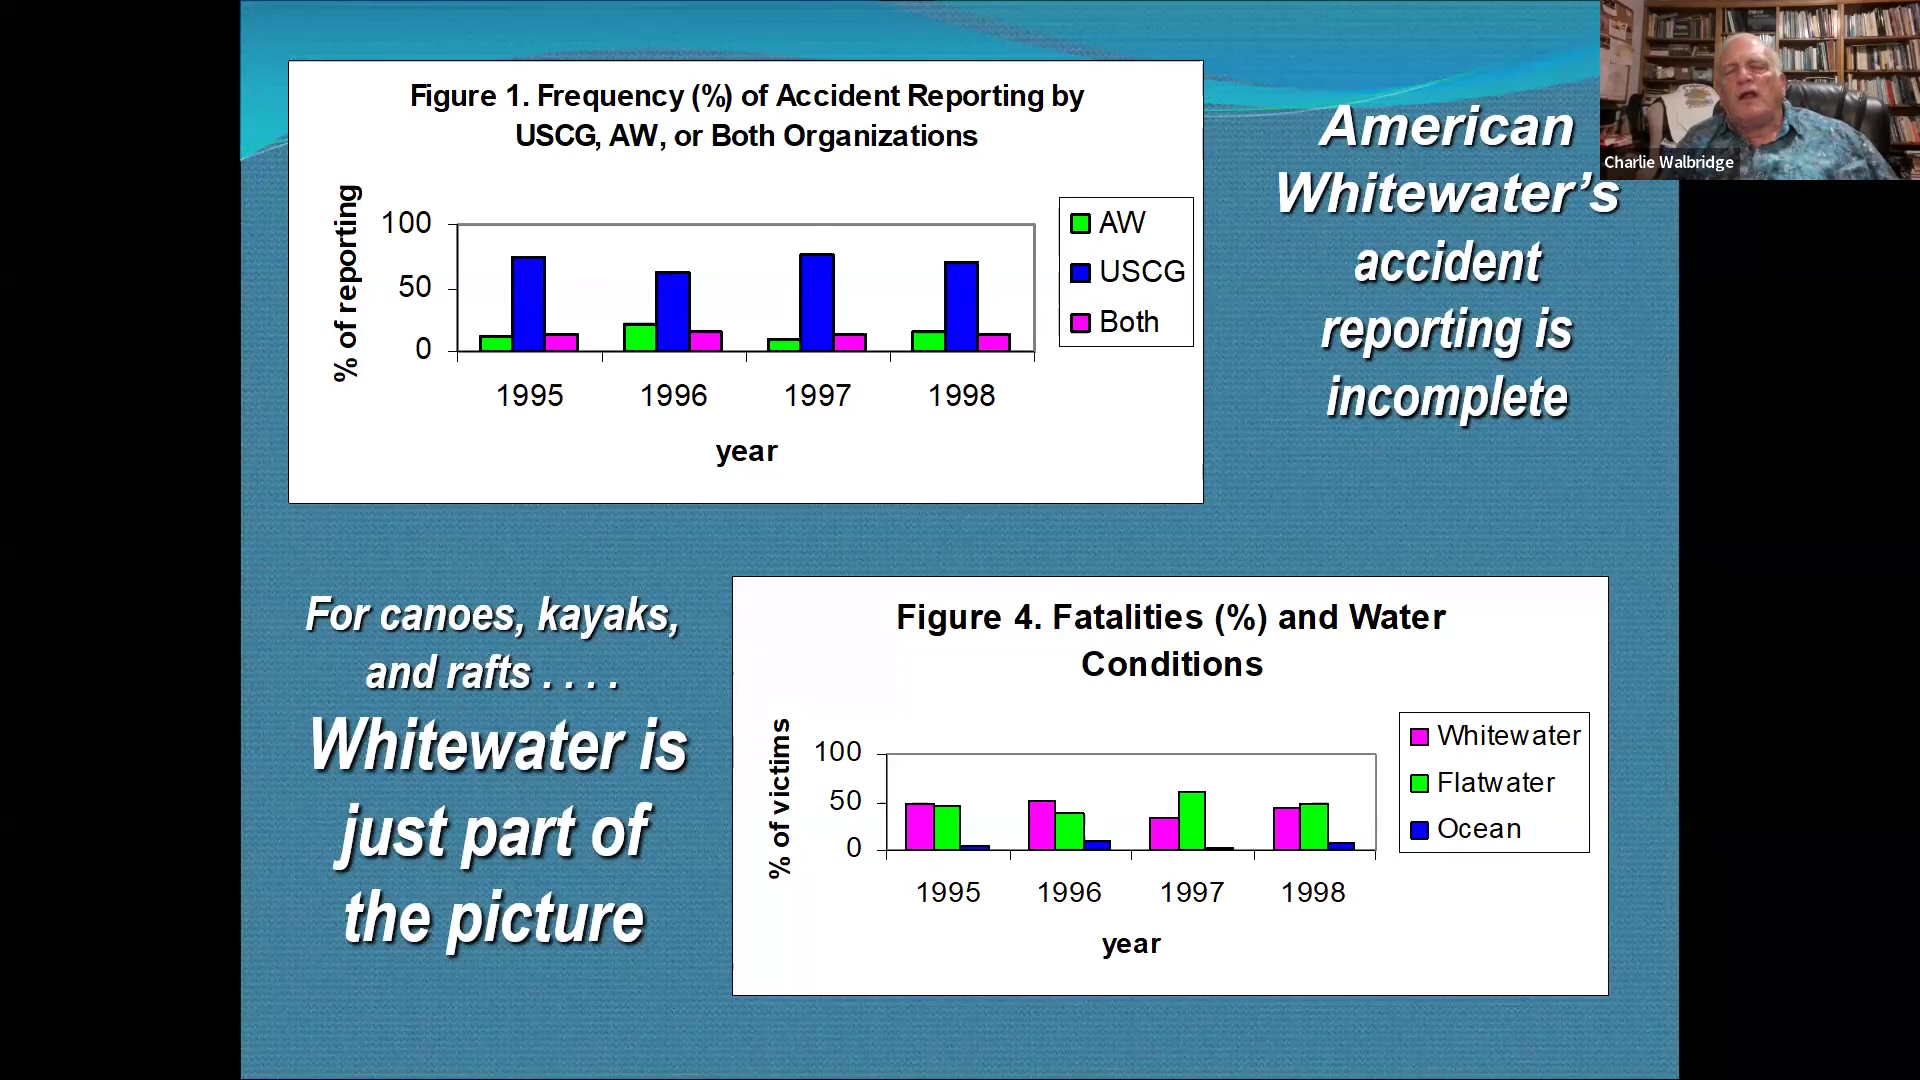 Figure 1. Frequency (%) of Accident Reporting by
USCG, AW, or Both Organizations
% of reporting
100
50
0
1995 1996 1997 1998
year
AW
USCG
Both
American
Whitewater's
accident
reporting is
incomplete
Charlie Walbridge
For canoes, kayaks,
and rafts . . . .
Whitewater is
just part of
the picture
Figure 4. Fatalities (%) and Water
Conditions
% of victims
100
50
0
1995 1996 1997 1998
year
Whitewater
Flatwater
Ocean